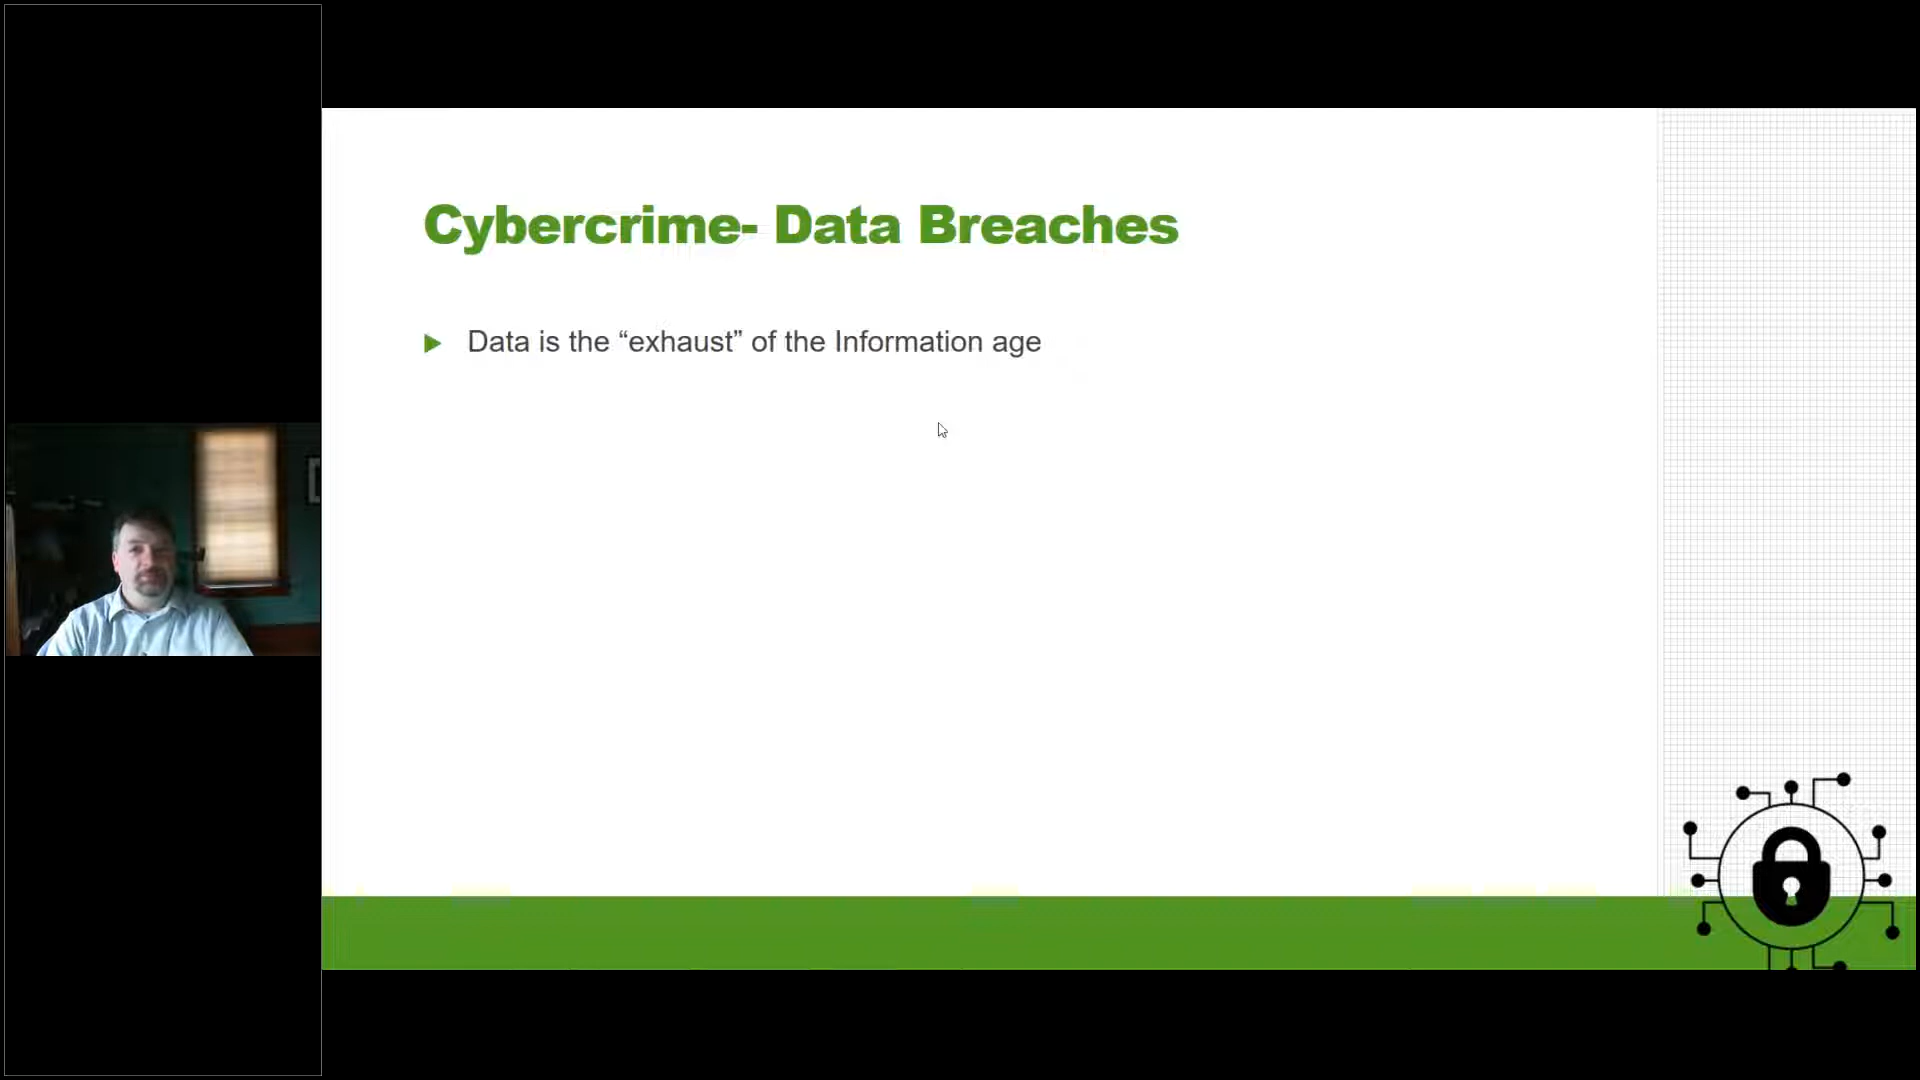 Cybercrime- Data Breaches
Data is the “exhaust” of the Information age